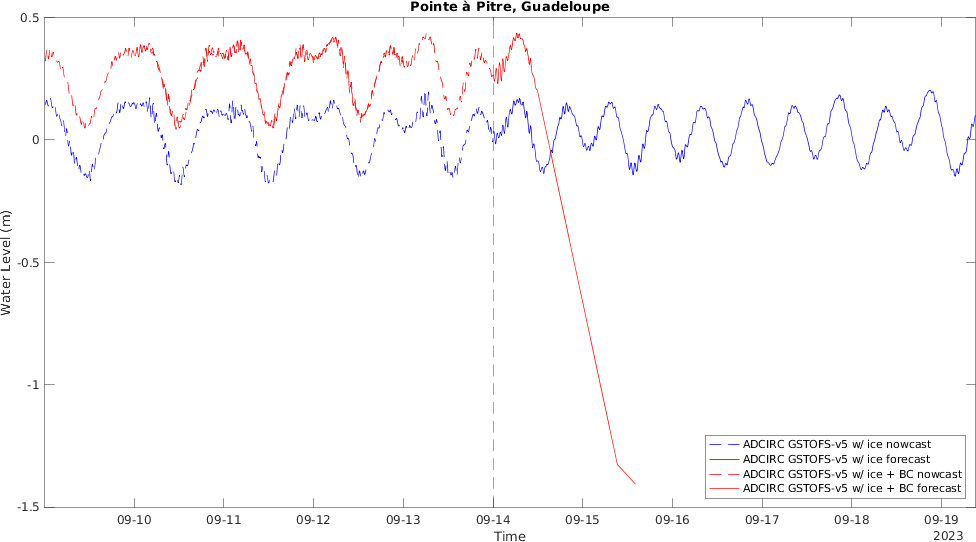 Pointe à Pitre, Guadeloupe
0.5
0
-0.5
-1
-1.5
Water Level (m)
ADCIRC GSTOFS-v5 w/ ice nowcast
ADCIRC GSTOFS-v5 w/ ice forecast
ADCIRC GSTOFS-v5 w/ ice + BC nowcast
ADCIRC GSTOFS-v5 w/ ice + BC forecast
09-10 09-11 09-12 09-13 09-14 09-15 09-16 09-17 09-18 09-19
Time
2023